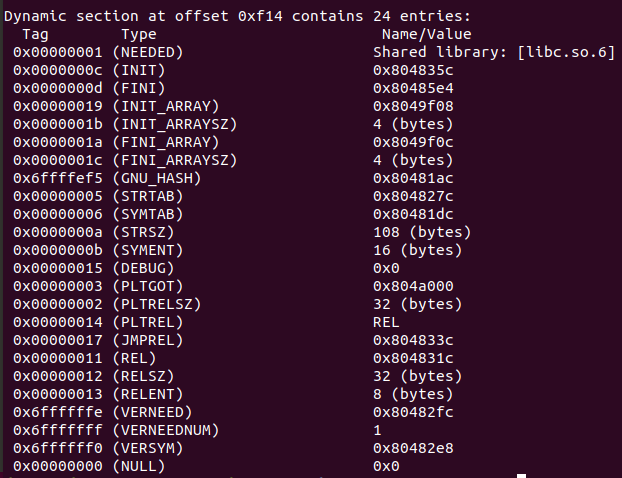 Dynamic section at offset 0xf14 contains 24 entries:
Tag Type Name/Value
0x00000001 (NEEDED) Shared library: [libc.so.6]
0x0000000c (INIT) 0x804835c
0x0000000d (FINI) 0x80485e4
0x00000019 (INIT_ARRAY) 0x8049f08
0x0000001b (INIT_ARRAYSZ) 4 (bytes)
0x0000001a (FINI_ARRAY) 0x8049f0c
0x0000001c (FINI_ARRAYSZ) 4 (bytes)
0x6ffffef5 (GNU_HASH) 0x80481ac
0x00000005 (STRTAB) 0x804827c
0x00000006 (SYMTAB) 0x80481dc
0x0000000a (STRSZ) 108 (bytes)
0x0000000b (SYMENT) 16 (bytes)
0x00000015 (DEBUG) 0x0
0x00000003 (PLTGOT) 0x804a000
0x00000002 (PLTRELSZ) 32 (bytes)
0x00000014 (PLTREL) REL
0x00000017 (JMPREL) 0x804833c
0x00000011 (REL) 0x804831c
0x00000012 (RELSZ) 32 (bytes)
0x00000013 (RELENT) 8 (bytes)
0x6ffffffe (VERNEED) 0x80482fc
0x6fffffff (VERNEEDNUM) 1
0x6ffffff0 (VERSYM) 0x80482e8
0x00000000 (NULL) 0x0